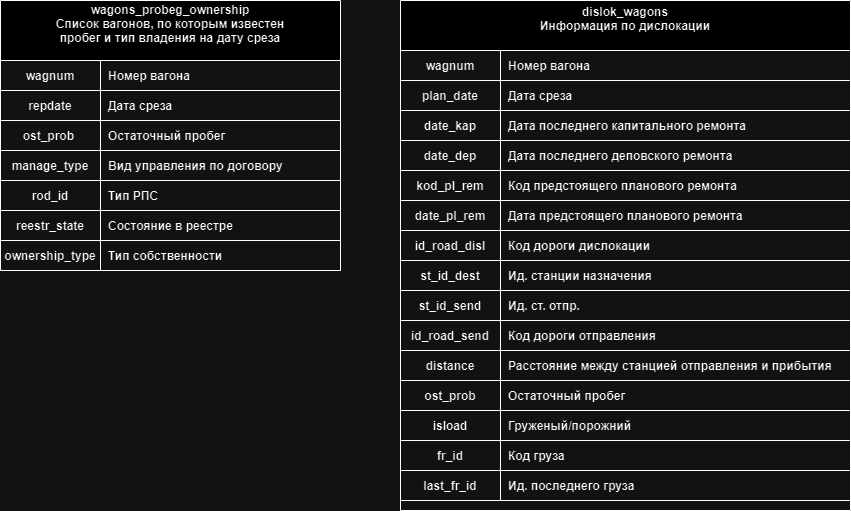 wagons_probeg_ownership
Список вагонов, по которым известен
пробег и тип владения на дату среза
wagnum Номер вагона
repdate Дата среза
ost_prob Остаточный пробег
manage_type Вид управления по договору
rod_id Тип РПС
reestr_state Состояние в реестре
ownership_type Тип собственности
dislok_wagons
Информация по дислокации
wagnum Номер вагона
plan_date Дата среза
date_kap Дата последнего капитального ремонта
date_dep Дата последнего деповского ремонта
kod_pl_rem Код предстоящего планового ремонта
date_pl_rem Дата предстоящего планового ремонта
id_road_disl Код дороги дислокации
st_id_dest Ид. станции назначения
st_id_send Ид. ст. отпр.
id_road_send Код дороги отправления
distance Расстояние между станцией отправления и прибытия
ost_prob Остаточный пробег
isload Груженый/порожний
fr_id Код груза
last_fr_id Ид. последнего груза